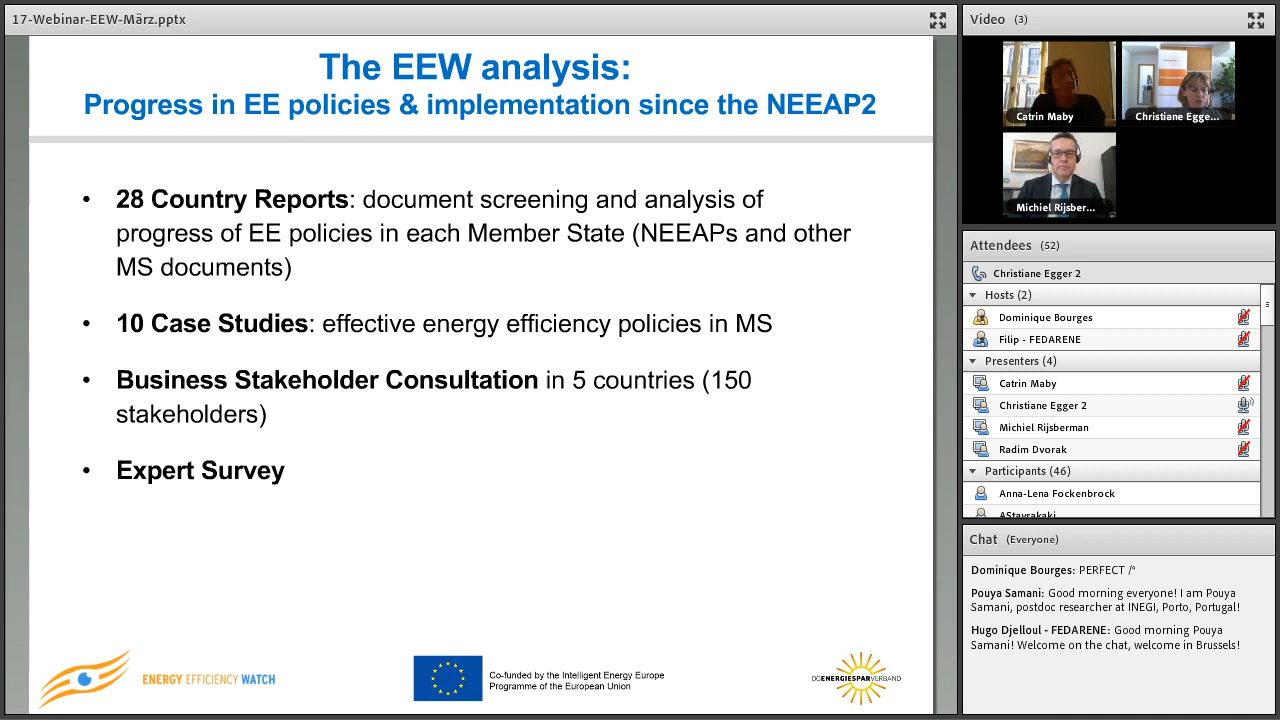 17-Webinar-EEW-März.pptx
The EEW analysis:
Progress in EE policies & implementation since the NEEAP2
• 28 Country Reports: document screening and analysis of
progress of EE policies in each Member State (NEEAPs and other
MS documents)
• 10 Case Studies: effective energy efficiency policies in MS
• Business Stakeholder Consultation in 5 countries (150
stakeholders)
• Expert Survey
ENERGY EFFICIENCY WATCH
Co-funded by the Intelligent Energy Europe
Programme of the European Union
OÖENERGIESPARVERBAND
Video (3)
Catrin Maby
Christiane Egge...
Michiel Rijsber...
Attendees (52)
Christiane Egger 2
Hosts (2)
Dominique Bourges
Filip - FEDARENE
Presenters (4)
Catrin Maby
Christiane Egger 2
Michiel Rijsberman
Radim Dvorak
Participants (46)
Anna-Lena Fockenbrock
AStavrakaki
Chat (Everyone)
Dominique Bourges: PERFECT /°
Pouya Samani: Good morning everyone! I am Pouya
Samani, postdoc researcher at INEGI, Porto, Portugal!
Hugo Djelloul - FEDARENE: Good morning Pouya
Samani! Welcome on the chat, welcome in Brussels!